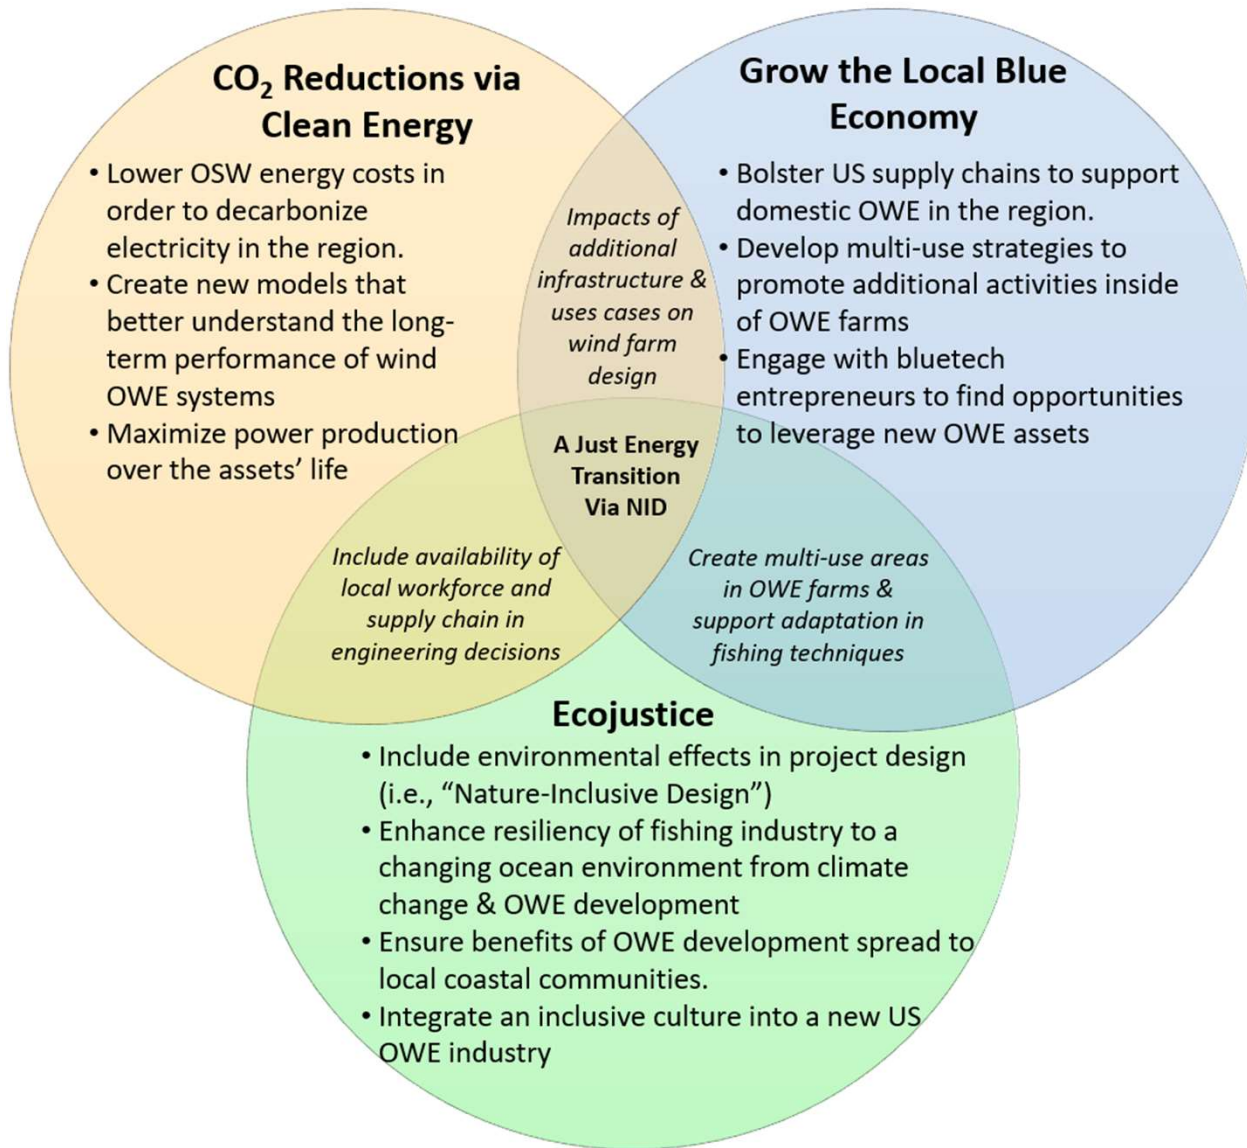 CO₂ Reductions via
Clean Energy
• Lower OSW energy costs in
order to decarbonize
electricity in the region.
• Create new models that
better understand the long-
term performance of wind
OWE systems
• Maximize power production
over the assets’ life
Grow the Local Blue
Economy
• Bolster US supply chains to support
domestic OWE in the region.
• Develop multi-use strategies to
promote additional activities inside
of OWE farms
• Engage with bluetech
entrepreneurs to find opportunities
to leverage new OWE assets
Impacts of
additional
infrastructure &
uses cases on
wind farm
design
A Just Energy
Transition
Via NID
Include availability of
local workforce and
supply chain in
engineering decisions
Create multi-use areas
in OWE farms &
support adaptation in
fishing techniques
Ecojustice
• Include environmental effects in project design
(i.e., “Nature-Inclusive Design”)
• Enhance resiliency of fishing industry to a
changing ocean environment from climate
change & OWE development
• Ensure benefits of OWE development spread to
local coastal communities.
• Integrate an inclusive culture into a new US
OWE industry